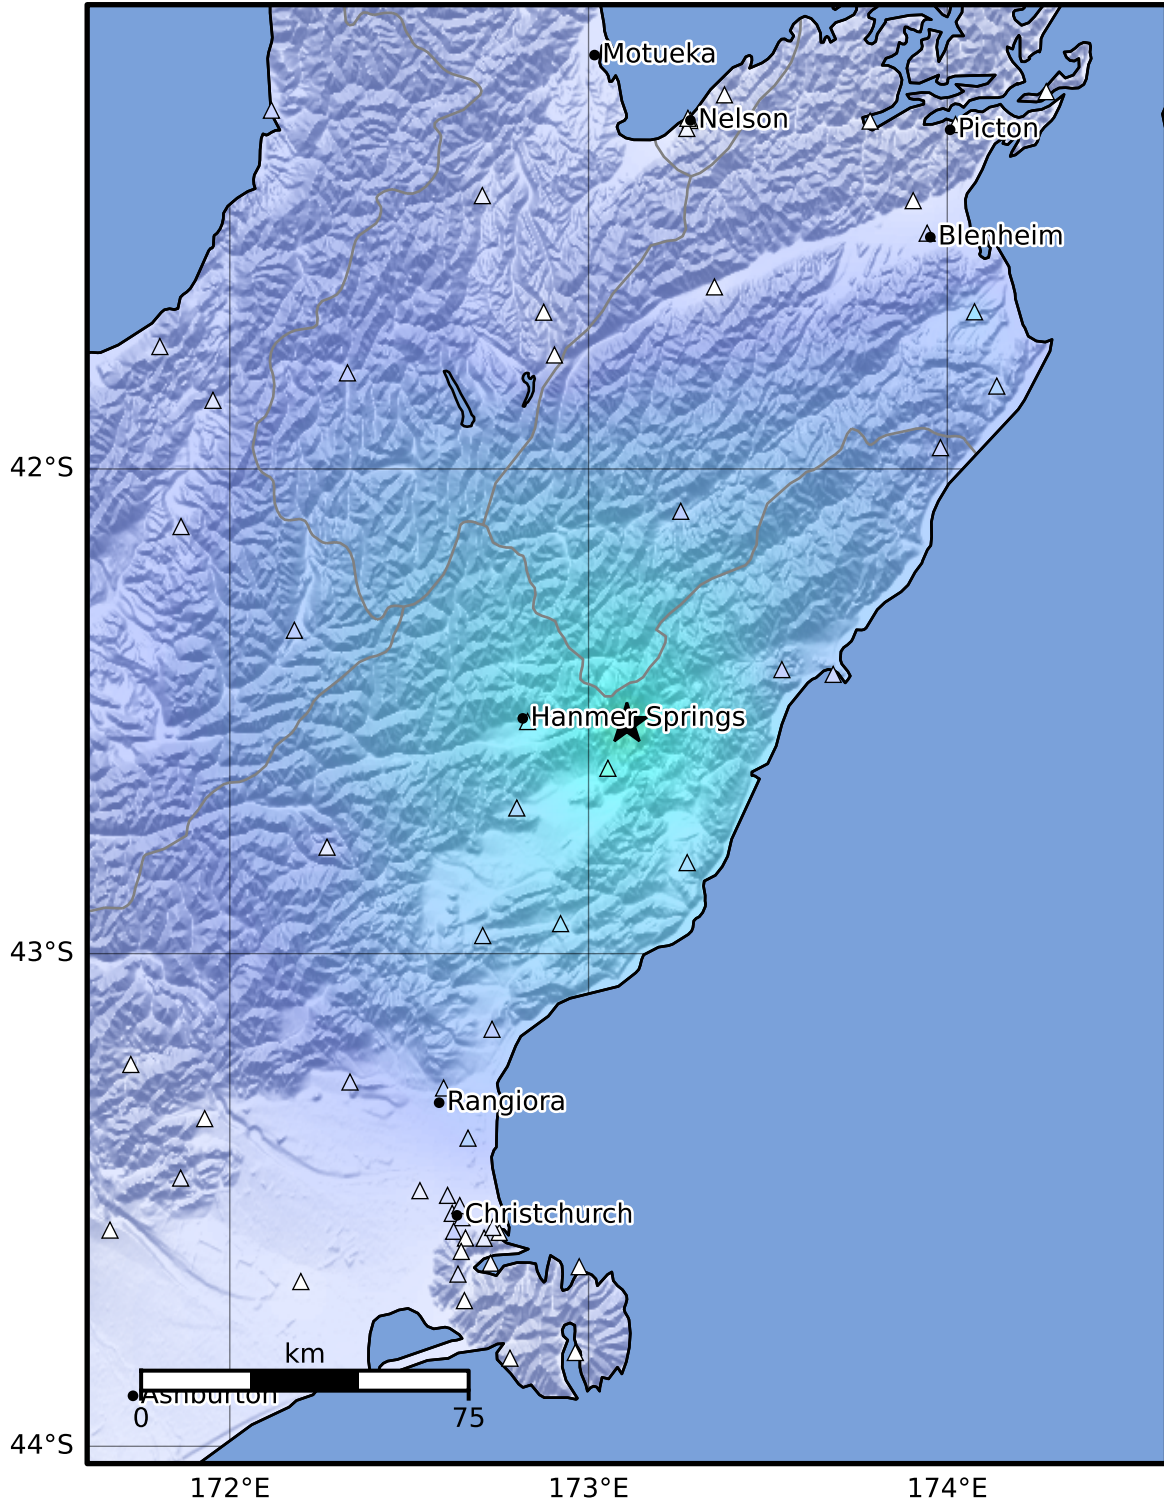 Motueka
Nelson
Picton
Blenheim
42°S
Hanmer Springs
43°S
Rangiora
Christchurch
km
Ashburton
0 75
44°S
172°E 173°E 174°E